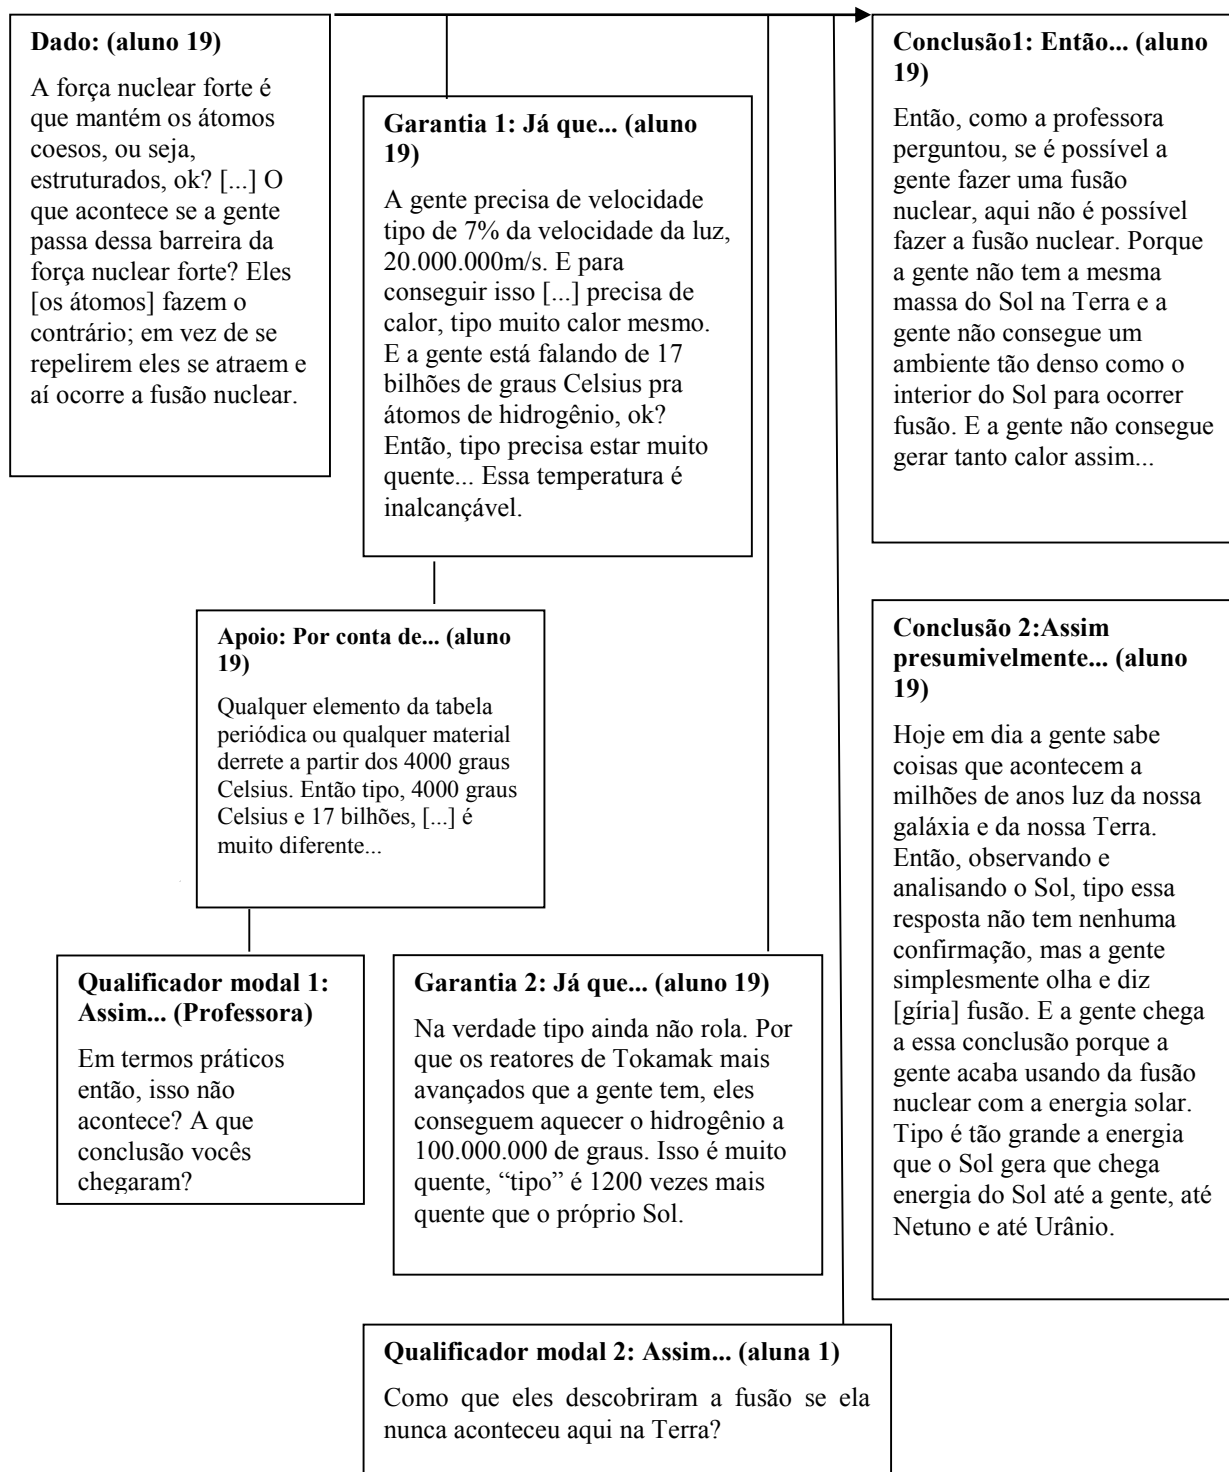 Dado: (aluno 19)
A força nuclear forte é
que mantém os átomos
coesos, ou seja,
estruturados, ok? [...] O
que acontece se a gente
passa dessa barreira da
força nuclear forte? Eles
[os átomos] fazem o
contrário; em vez de se
repelirem eles se atraem e
aí ocorre a fusão nuclear.
Garantia 1: Já que... (aluno
19)
A gente precisa de velocidade
tipo de 7% da velocidade da luz,
20.000.000m/s. E para
conseguir isso [...] precisa de
calor, tipo muito calor mesmo.
E a gente está falando de 17
bilhões de graus Celsius pra
átomos de hidrogênio, ok?
Então, tipo precisa estar muito
quente... Essa temperatura é
inalcançável.
Conclusão1: Então... (aluno
19)
Então, como a professora
perguntou, se é possível a
gente fazer uma fusão
nuclear, aqui não é possível
fazer a fusão nuclear. Porque
a gente não tem a mesma
massa do Sol na Terra e a
gente não consegue um
ambiente tão denso como o
interior do Sol para ocorrer
fusão. E a gente não consegue
gerar tanto calor assim...
Apoio: Por conta de... (aluno
19)
Qualquer elemento da tabela
periódica ou qualquer material
derrete a partir dos 4000 graus
Celsius. Então tipo, 4000 graus
Celsius e 17 bilhões, [...] é
muito diferente...
Conclusão 2:Assim
presumivelmente... (aluno
19)
Hoje em dia a gente sabe
coisas que acontecem a
milhões de anos luz da nossa
galáxia e da nossa Terra.
Então, observando e
analisando o Sol, tipo essa
resposta não tem nenhuma
confirmação, mas a gente
simplesmente olha e diz
[gíria] fusão. E a gente chega
a essa conclusão porque a
gente acaba usando da fusão
nuclear com a energia solar.
Tipo é tão grande a energia
que o Sol gera que chega
energia do Sol até a gente, até
Netuno e até Urânio.
Qualificador modal 1:
Assim... (Professora)
Em termos práticos
então, isso não
acontece? A que
conclusão vocês
chegaram?
Garantia 2: Já que... (aluno 19)
Na verdade tipo ainda não rola. Por
que os reatores de Tokamak mais
avançados que a gente tem, eles
conseguem aquecer o hidrogênio a
100.000.000 de graus. Isso é muito
quente, “tipo” é 1200 vezes mais
quente que o próprio Sol.
Qualificador modal 2: Assim... (aluna 1)
Como que eles descobriram a fusão se ela
nunca aconteceu aqui na Terra?